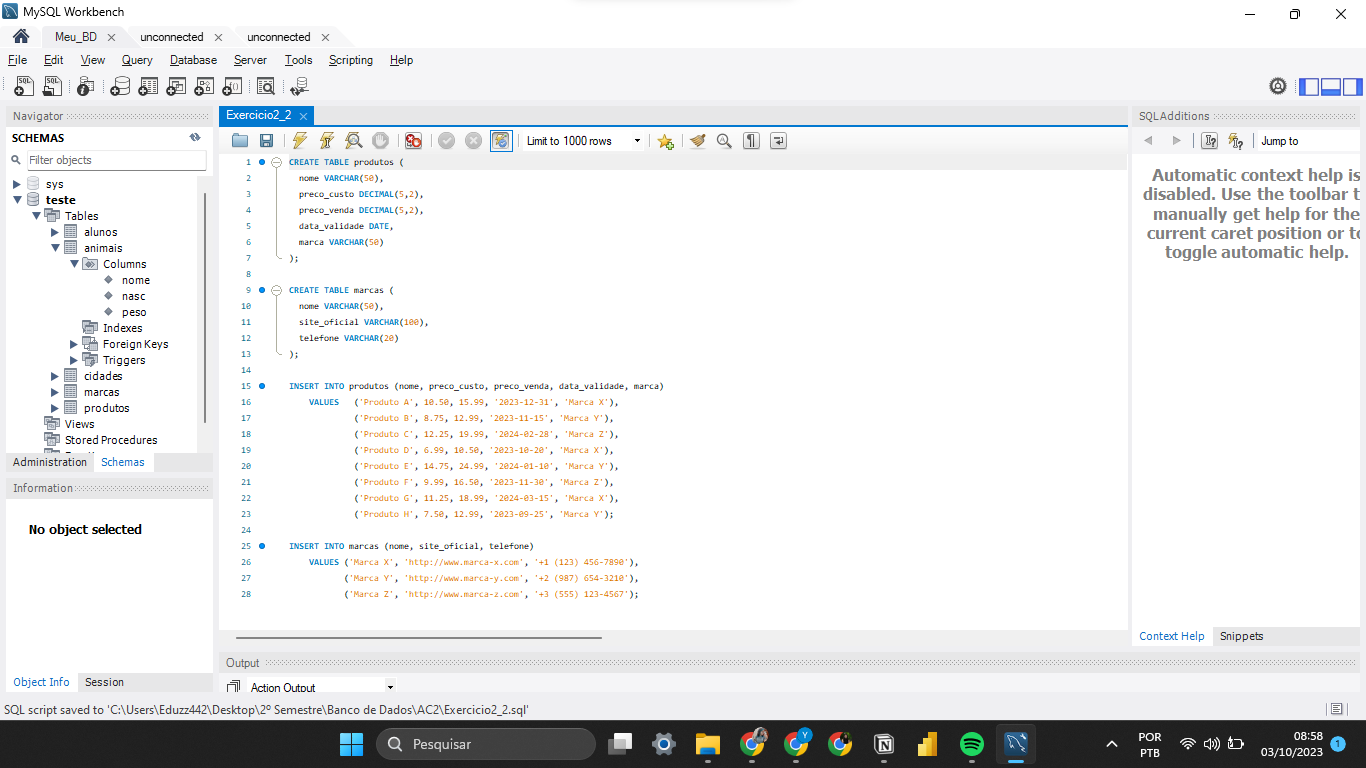 MySQL Workbench
Meu_BD
unconnected
unconnected
File Edit View Query Database Server Tools Scripting Help
Navigator
SCHEMAS
Filter objects
sys
teste
Tables
alunos
animais
Columns
nome
nasc
peso
Indexes
Foreign Keys
Triggers
cidades
marcas
produtos
Views
Stored Procedures
Administration Schemas
Information
No object selected
Object Info Session
Exercicio2_2
Limit to 1000 rows
1 CREATE TABLE produtos (
2 nome VARCHAR(50),
3 preco_custo DECIMAL(5,2),
4 preco_venda DECIMAL(5,2),
5 data_validade DATE,
6 marca VARCHAR(50)
7 );
8
9 CREATE TABLE marcas (
10 nome VARCHAR(50),
11 site_oficial VARCHAR(100),
12 telefone VARCHAR(20)
13 );
14
15 INSERT INTO produtos (nome, preco_custo, preco_venda, data_validade, marca)
16 VALUES ('Produto A', 10.50, 15.99, '2023-12-31', 'Marca X'),
17 ('Produto B', 8.75, 12.99, '2023-11-15', 'Marca Y'),
18 ('Produto C', 12.25, 19.99, '2024-02-28', 'Marca Z'),
19 ('Produto D', 6.99, 10.50, '2023-10-20', 'Marca X'),
20 ('Produto E', 14.75, 24.99, '2024-01-10', 'Marca Y'),
21 ('Produto F', 9.99, 16.50, '2023-11-30', 'Marca Z'),
22 ('Produto G', 11.25, 18.99, '2024-03-15', 'Marca X'),
23 ('Produto H', 7.50, 12.99, '2023-09-25', 'Marca Y');
24
25 INSERT INTO marcas (nome, site_oficial, telefone)
26 VALUES ('Marca X', 'http://www.marca-x.com', '+1 (123) 456-7890'),
27 ('Marca Y', 'http://www.marca-y.com', '+2 (987) 654-3210'),
28 ('Marca Z', 'http://www.marca-z.com', '+3 (555) 123-4567');
Output
Action Output
SQLAdditions
Jump to
Automatic context help is
disabled. Use the toolbar t
manually get help for the
current caret position or to
toggle automatic help.
Context Help Snippets
SQL script saved to 'C:\Users\Eduzz442\Desktop\2º Semestre\Banco de Dados\AC2\Exercicio2_2.sql'
Pesquisar
POR
PTB
08:58
03/10/2023
1